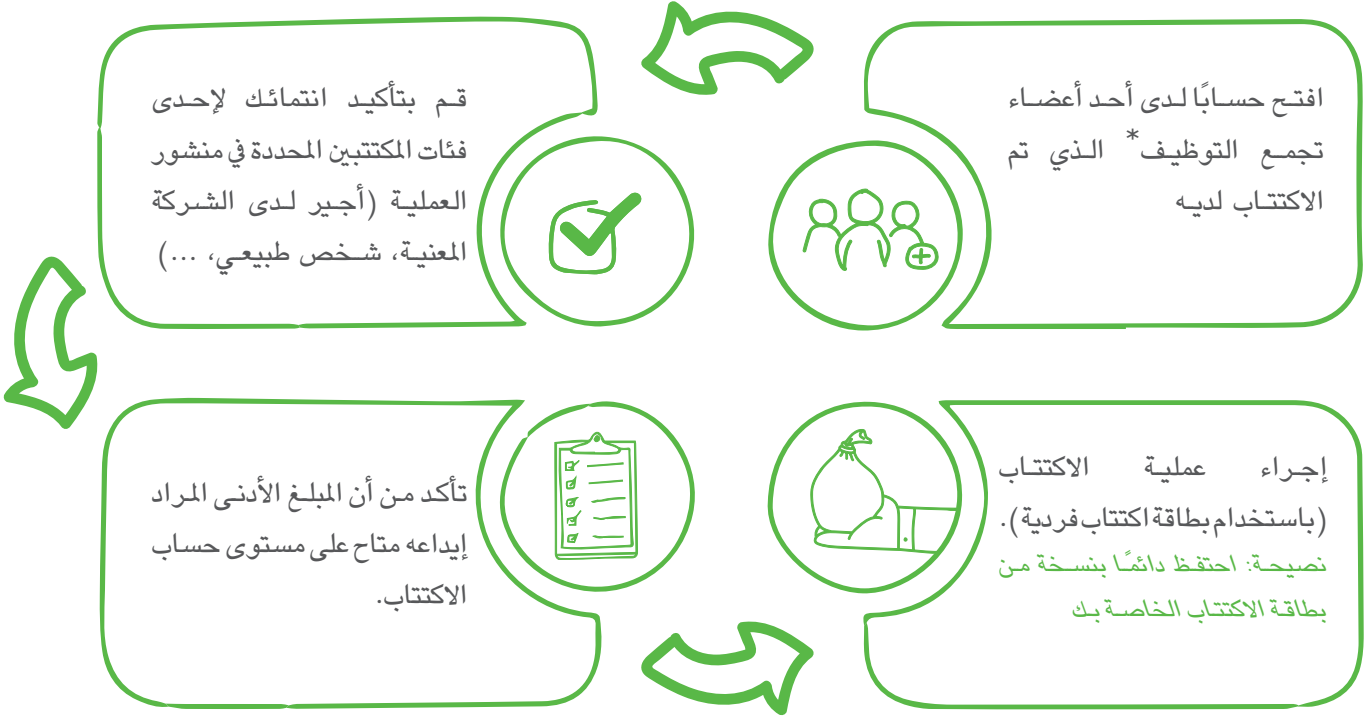 افتح حسابًا لدى أحد أعضاء
تجمع التوظيف* الذي تم
الاكتتاب لديه
قم بتأكيد انتمائك لإحدى
فئات المكتتبين المحددة في منشور
العملية (أجير لدى الشركة
المعنية، شخص طبيعي، ...)
تأكد من أن المبلغ الأدنى المراد
إيداعه متاح على مستوى حساب
الاكتتاب.
إجراء عملية الاكتتاب
(باستخدام بطاقة اكتتاب فردية).
نصيحة: احتفظ دائمًا بنسخة من
بطاقة الاكتتاب الخاصة بك